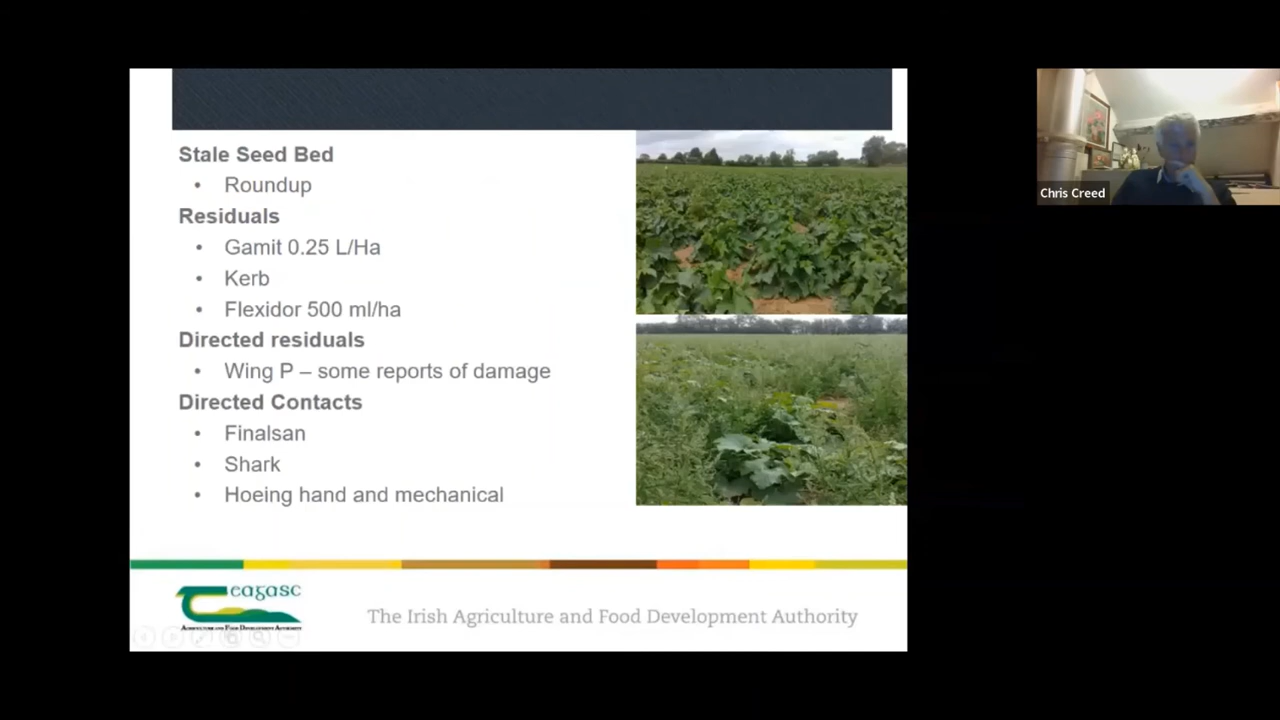 Stale Seed Bed
• Roundup
Residuals
• Gamit 0.25 L/Ha
• Kerb
• Flexidor 500 ml/ha
Directed residuals
• Wing P – some reports of damage
Directed Contacts
• Finalsan
• Shark
• Hoeing hand and mechanical
eagasc
Agriculture and Food Development Authority
The Irish Agriculture and Food Development Authority
Chris Creed